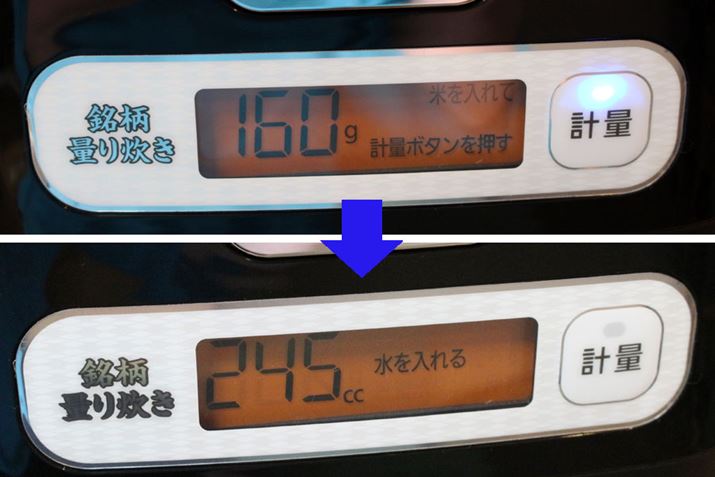 銘柄
量り炊き
160g
米を入れて
計量ボタンを押す
計量
銘柄
量り炊き
245cc
水を入れる
計量